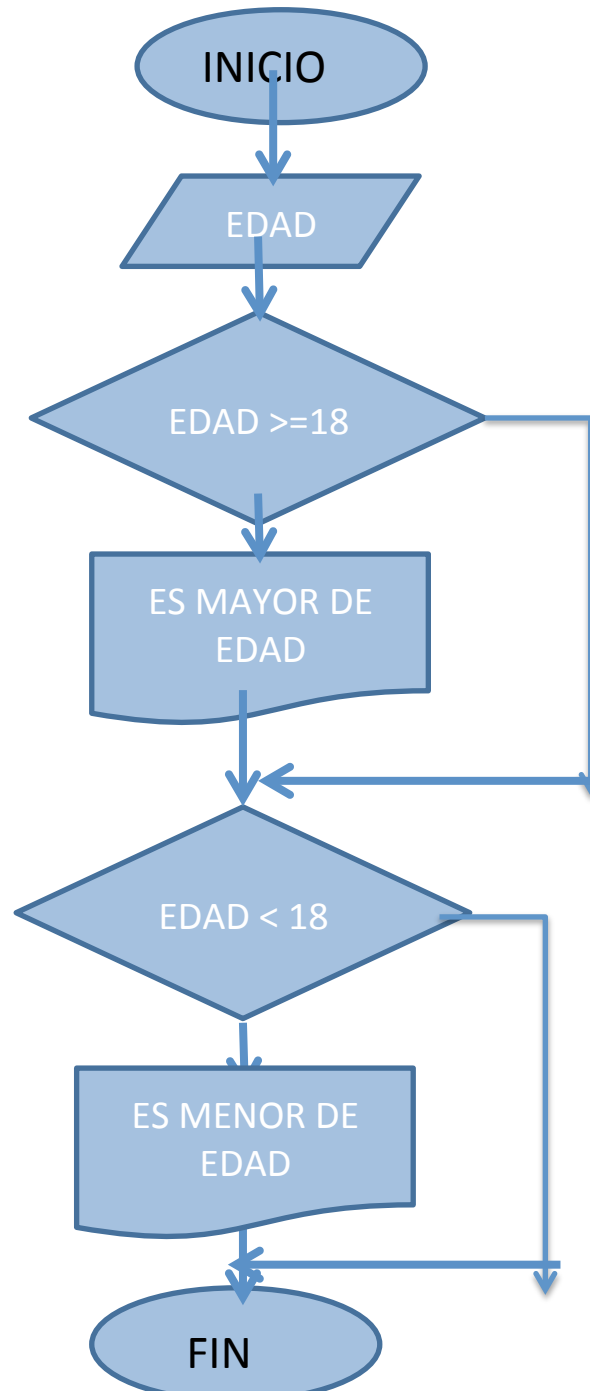 INICIO
EDAD
EDAD >=18
ES MAYOR DE
EDAD
EDAD < 18
ES MENOR DE
EDAD
FIN